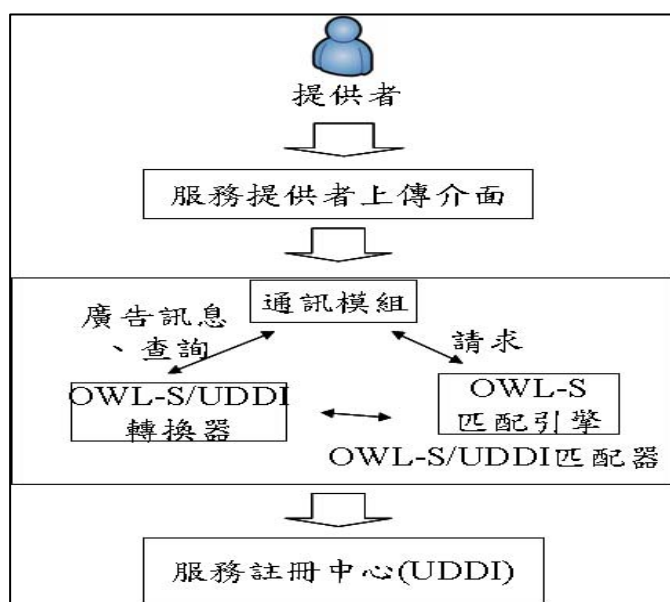 提供者
服務提供者上傳介面
通訊模組
廣告訊息
、查詢
請求
OWL-S/UDDI
轉換器
OWL-S
匹配引擎
OWL-S/UDDI匹配器
服務註冊中心(UDDI)